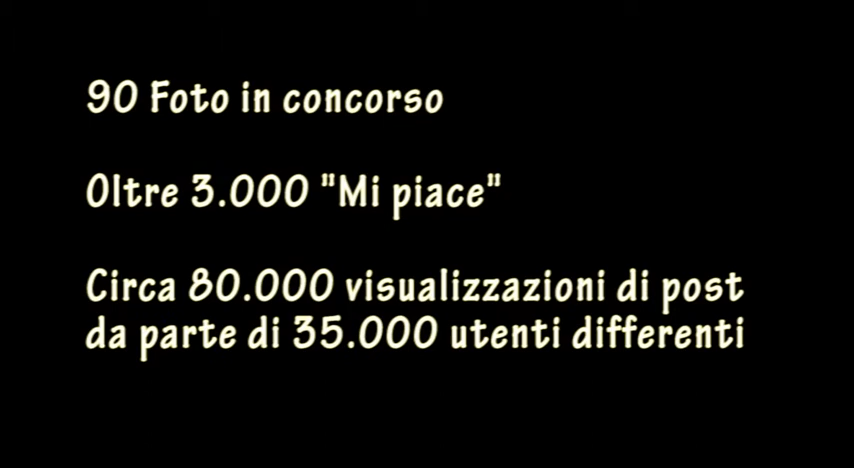 90 Foto in concorso
Oltre 3.000 "Mi piace"
Circa 80.000 visualizzazioni di post
da parte di 35.000 utenti differenti